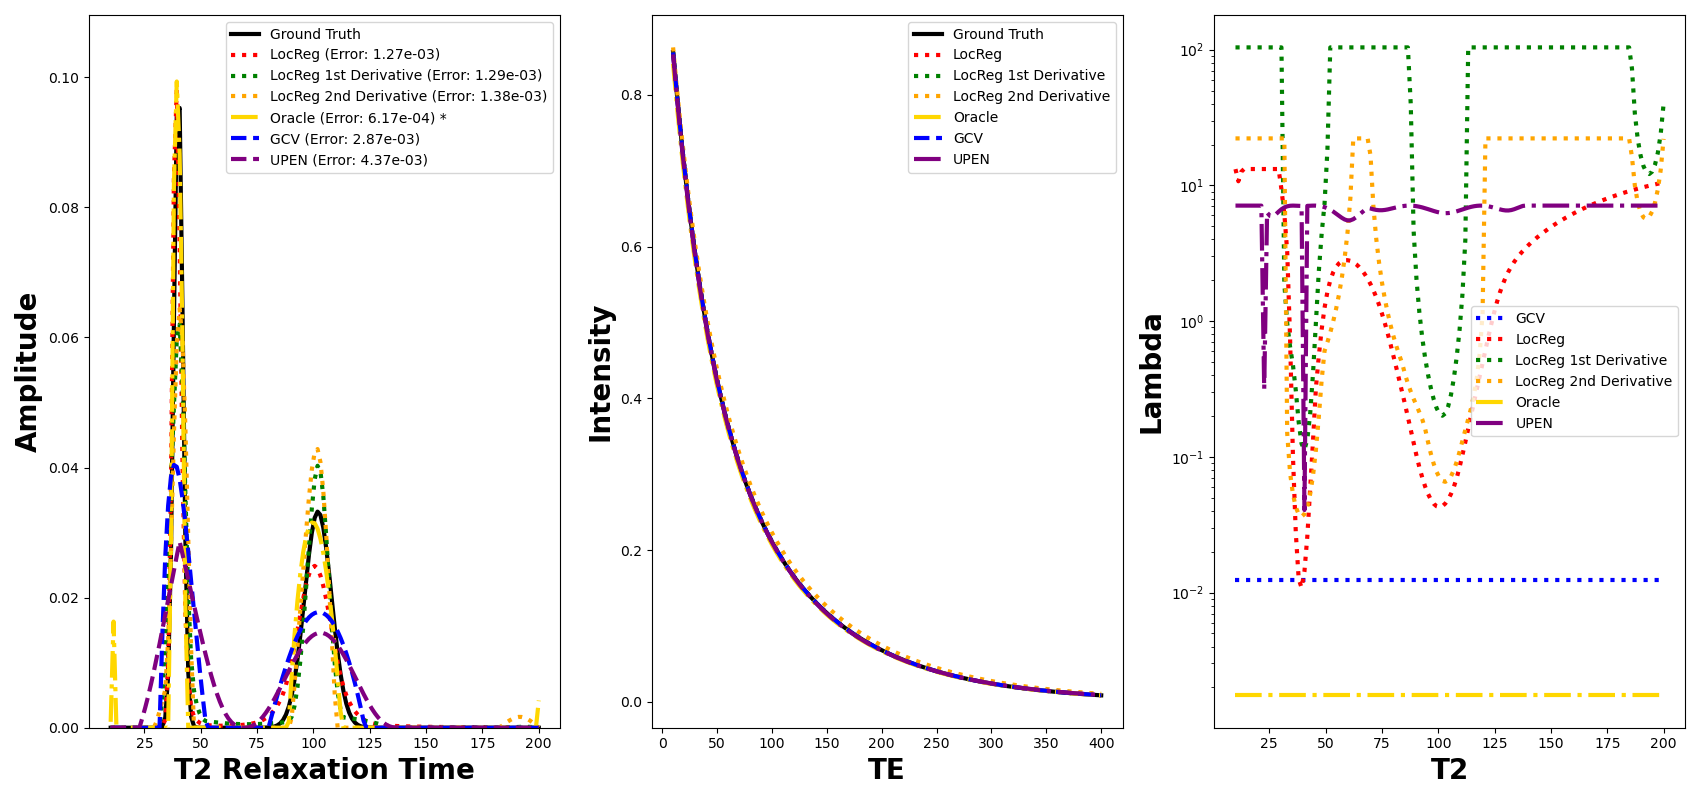 Amplitude
0.10
0.08
0.06
0.04
0.02
0.00
25 50 75 100 125 150 175 200
T2 Relaxation Time
Ground Truth
LocReg (Error: 1.27e-03)
LocReg 1st Derivative (Error: 1.29e-03)
LocReg 2nd Derivative (Error: 1.38e-03)
Oracle (Error: 6.17e-04) *
GCV (Error: 2.87e-03)
UPEN (Error: 4.37e-03)
Intensity
0.8
0.6
0.4
0.2
0.0
0 50 100 150 200 250 300 350 400
TE
Ground Truth
LocReg
LocReg 1st Derivative
LocReg 2nd Derivative
Oracle
GCV
UPEN
Lambda
10²
10¹
10⁰
10⁻¹
10⁻²
25 50 75 100 125 150 175 200
T2
GCV
LocReg
LocReg 1st Derivative
LocReg 2nd Derivative
Oracle
UPEN